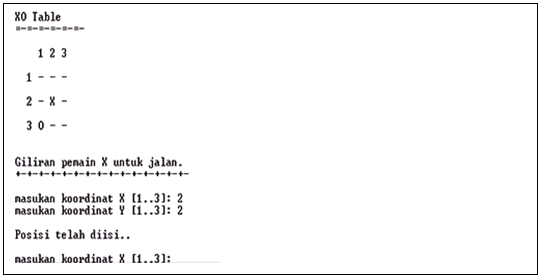 XO Table
=-=-=-=-=-=-
1 2 3
1 - - -
2 - X -
3 O - -
Giliran pemain X untuk jalan.
+-+-+-+-+-+-+-+-+-+-+-+-+-+-
masukan koordinat X [1..3]: 2
masukan koordinat Y [1..3]: 2
Posisi telah diisi..
masukan koordinat X [1..3]: